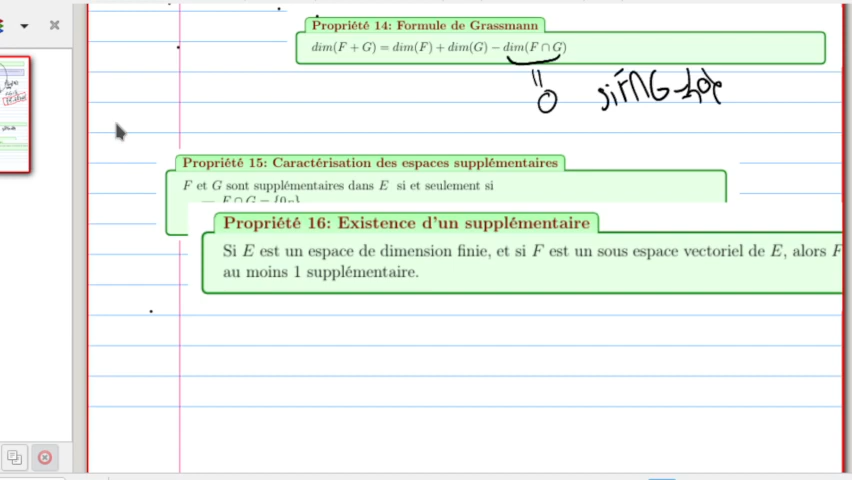 Propriété 14: Formule de Grassmann
dim(F + G) = dim(F) + dim(G) − dim(F ∩ G)
=
0
si F∩G={0}
Propriété 15: Caractérisation des espaces supplémentaires
F et G sont supplémentaires dans E si et seulement si
— F ∩ G = {0
Propriété 16: Existence d'un supplémentaire
Si E est un espace de dimension finie, et si F est un sous espace vectoriel de E, alors F
au moins 1 supplémentaire.